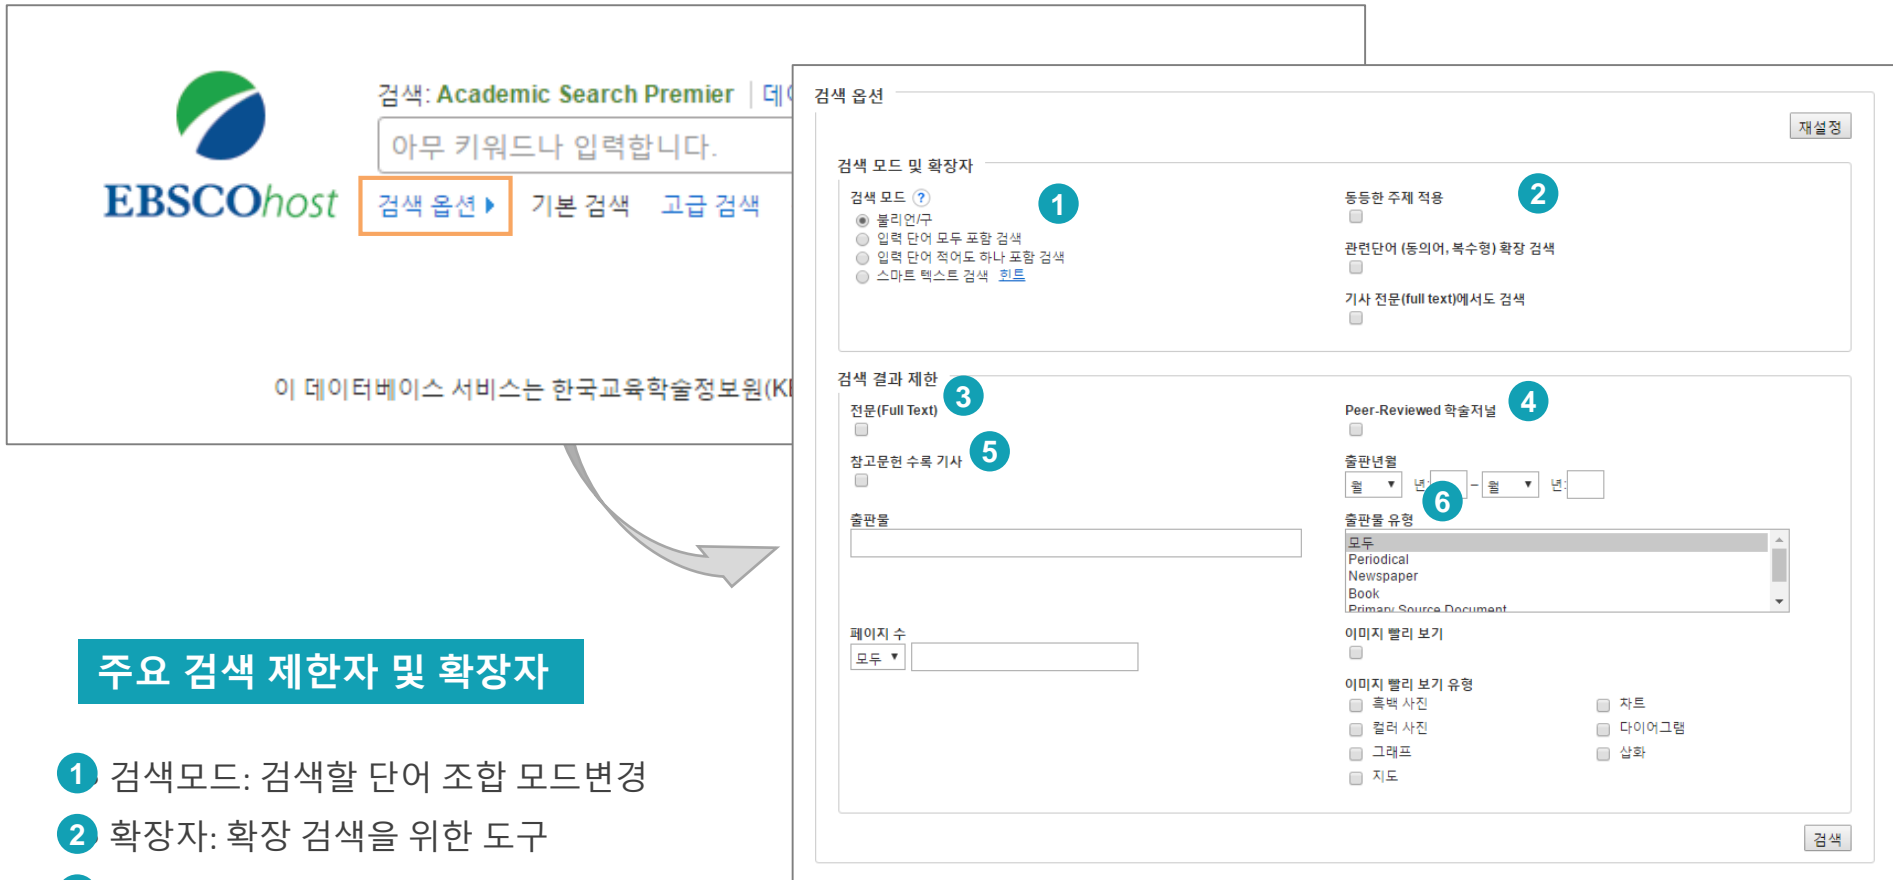 검색: Academic Search Premier
아무 키워드나 입력합니다.
EBSCOhost
검색 옵션 기본 검색 고급 검색
이 데이터베이스 서비스는 한국교육학술정보원
검색 옵션
재설정
검색 모드 및 확장자
검색 모드 ?
1
불리언/구
입력 단어 모두 포함 검색
입력 단어 적어도 하나 포함 검색
스마트 텍스트 검색 힌트
동등한 주제 적용
2
관련단어 (동의어, 복수형) 확장 검색
기사 전문(full text)에서도 검색
검색 결과 제한
전문(Full Text)
3
Peer-Reviewed 학술저널
4
참고문헌 수록 기사
5
출판년월
월 년: – 월 년:
6
출판물
출판물 유형
모두
Periodical
Newspaper
Book
Primary Source Document
페이지 수
모두
이미지 빨리 보기
이미지 빨리 보기 유형
흑백 사진 차트
컬러 사진 다이어그램
그래프 삽화
지도
검색
주요 검색 제한자 및 확장자
1 검색모드: 검색할 단어 조합 모드변경
2 확장자: 확장 검색을 위한 도구